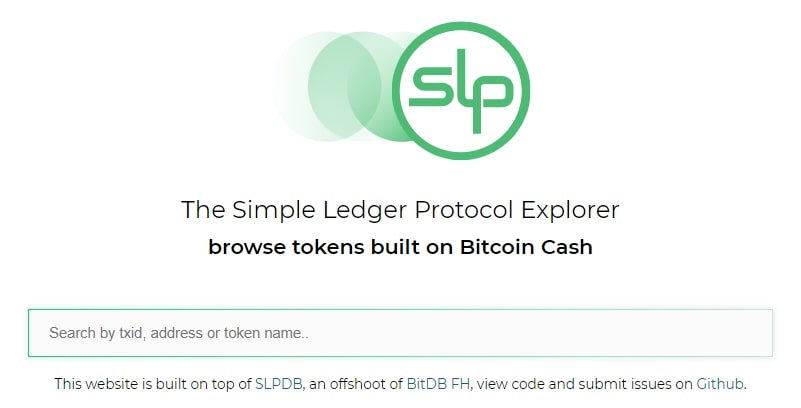 slp
The Simple Ledger Protocol Explorer
browse tokens built on Bitcoin Cash
Search by txid, address or token name..
This website is built on top of SLPDB, an offshoot of BitDB FH, view code and submit issues on Github.